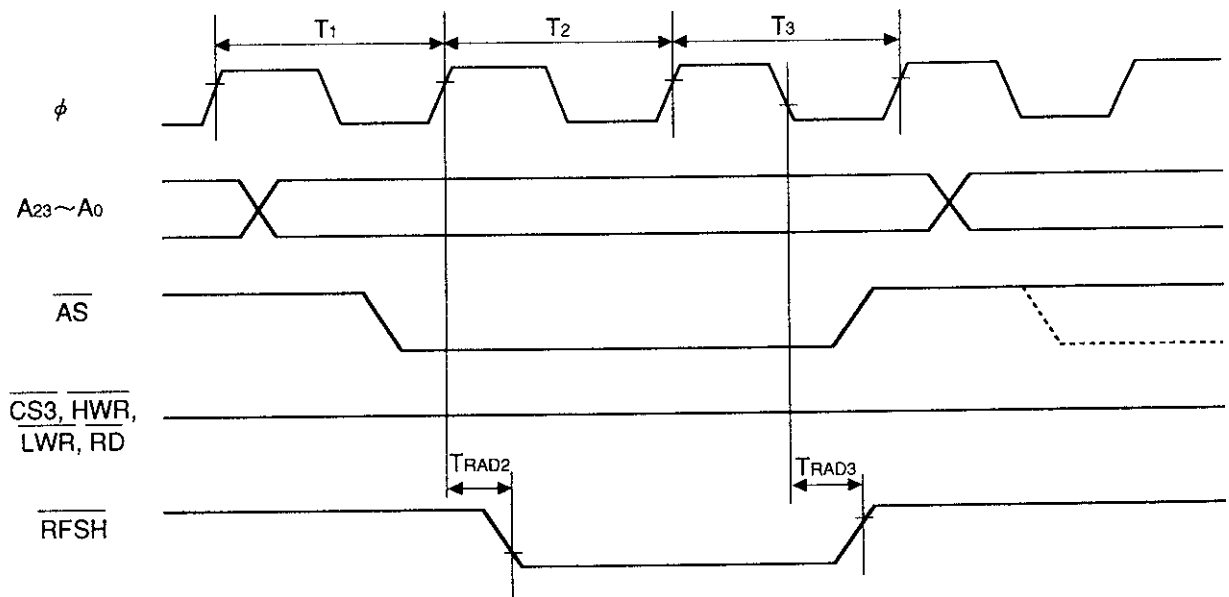 T1 T2 T3
φ
A23~A0
AS
CS3, HWR,
LWR, RD
TRAD2 TRAD3
RFSH